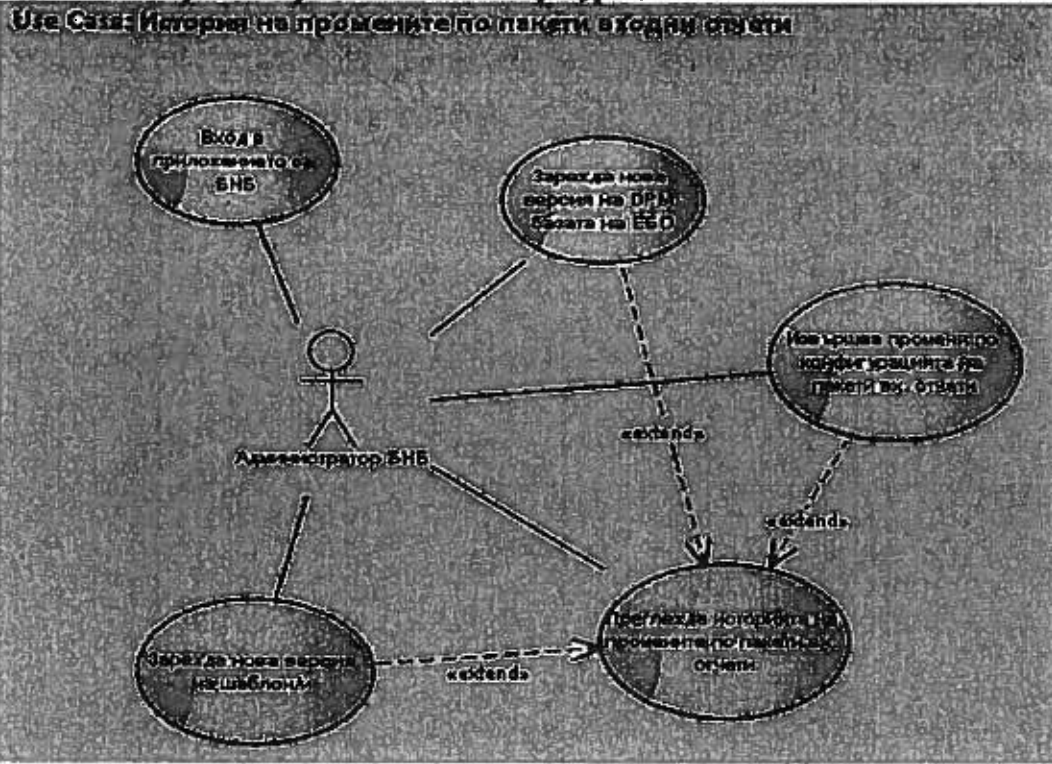 Use Case: История на промените по пакети входни отчети
Вход в
приложението на
БНБ
Зарежда нова
версия на DPM
базата на ЕБО
Извършва промени по
конфигурацията на
пакети вх. отчети
«extend»
Администратор БНБ
«extend»
Преглежда историята на
промените по пакети вх.
отчети
Зарежда нова версия
на шаблон/и
«extend»